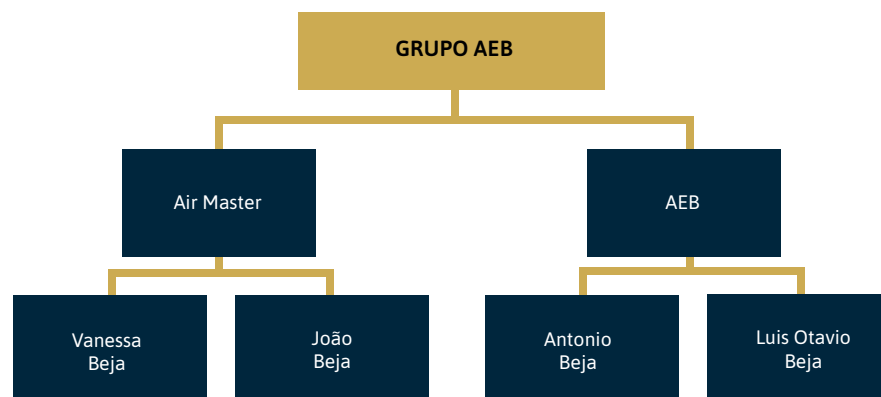 GRUPO AEB
Air Master
AEB
Vanessa
Beja
João
Beja
Antonio
Beja
Luis Otavio
Beja